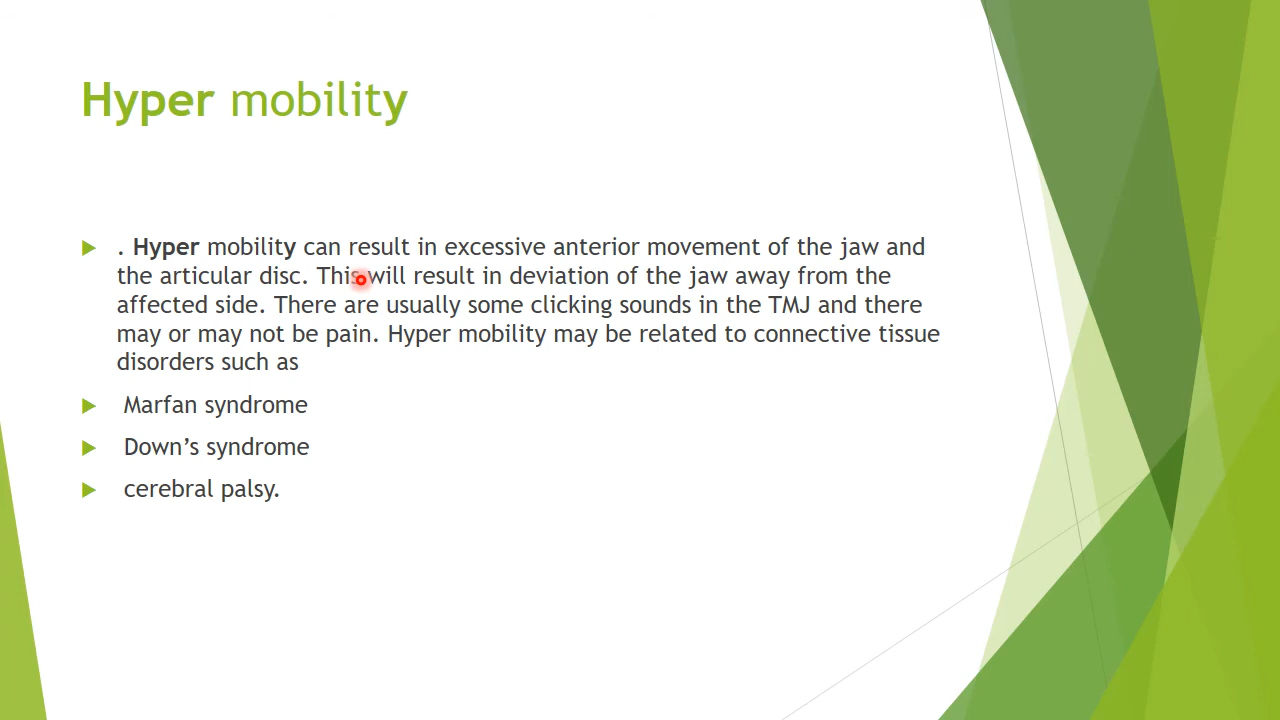 Hyper mobility
. Hyper mobility can result in excessive anterior movement of the jaw and
the articular disc. This will result in deviation of the jaw away from the
affected side. There are usually some clicking sounds in the TMJ and there
may or may not be pain. Hyper mobility may be related to connective tissue
disorders such as
Marfan syndrome
Down’s syndrome
cerebral palsy.